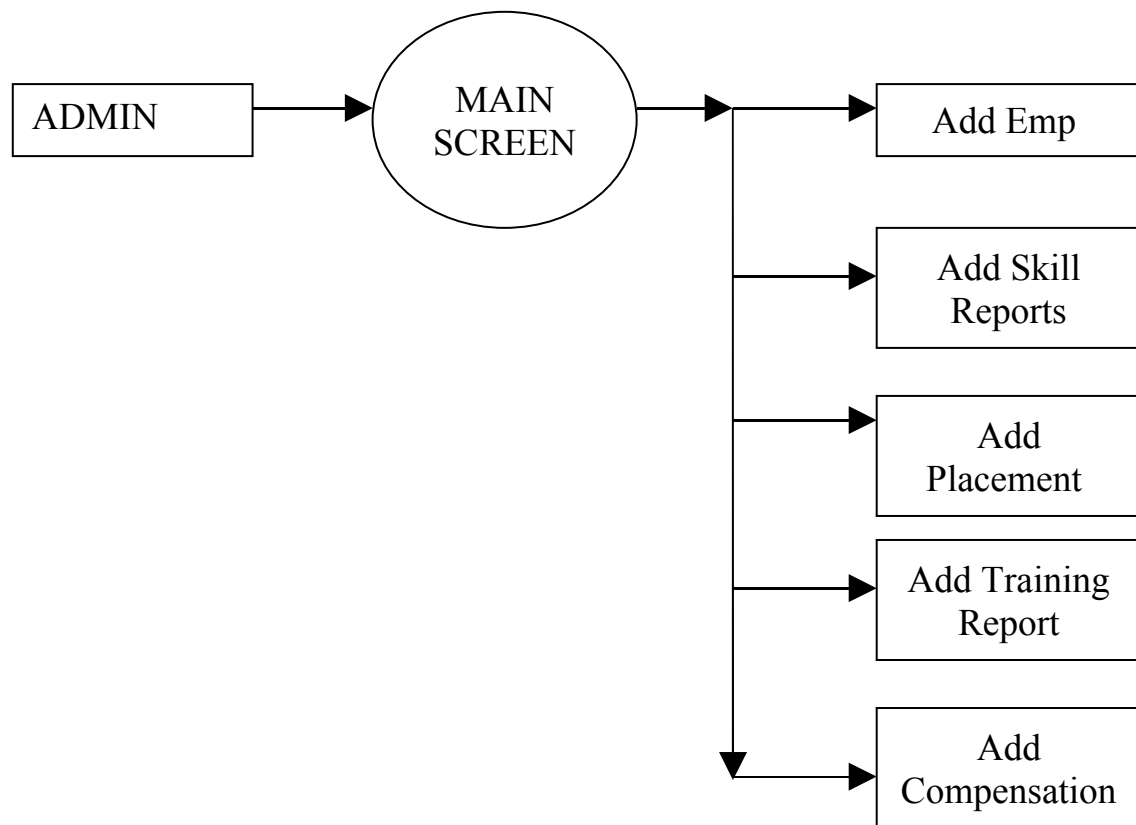 ADMIN
MAIN
SCREEN
Add Emp
Add Skill
Reports
Add
Placement
Add Training
Report
Add
Compensation